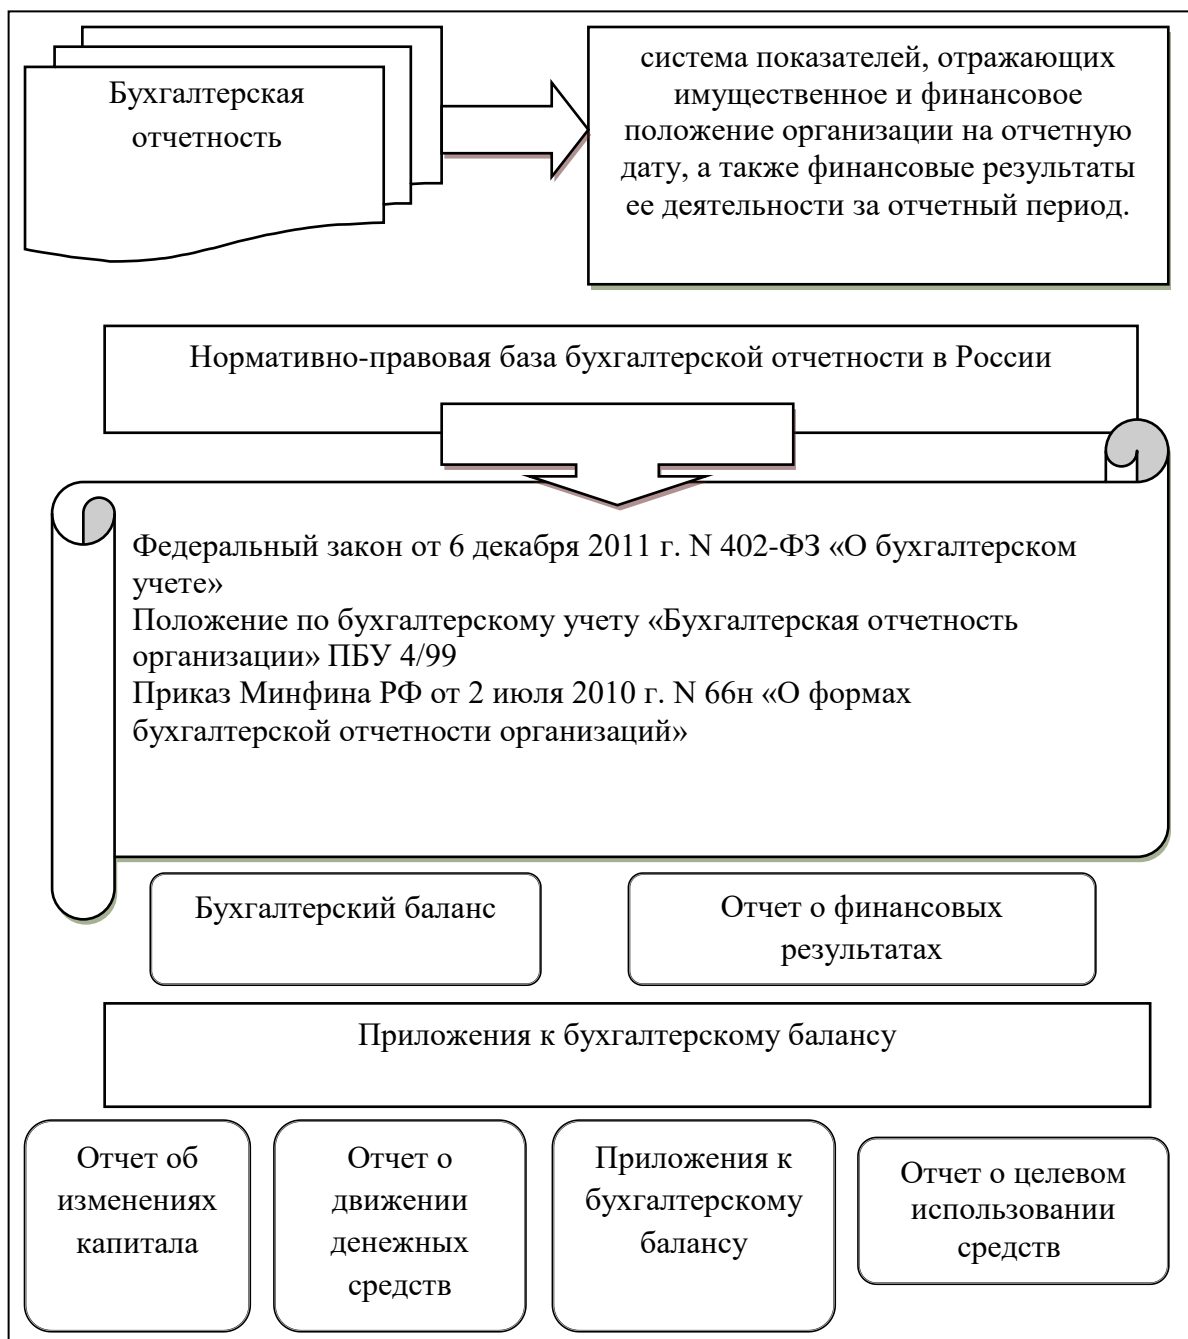 Бухгалтерская
отчетность
система показателей, отражающих
имущественное и финансовое
положение организации на отчетную
дату, а также финансовые результаты
ее деятельности за отчетный период.
Нормативно-правовая база бухгалтерской отчетности в России
Федеральный закон от 6 декабря 2011 г. N 402-ФЗ «О бухгалтерском
учете»
Положение по бухгалтерскому учету «Бухгалтерская отчетность
организации» ПБУ 4/99
Приказ Минфина РФ от 2 июля 2010 г. N 66н «О формах
бухгалтерской отчетности организаций»
Бухгалтерский баланс
Отчет о финансовых
результатах
Приложения к бухгалтерскому балансу
Отчет об
изменениях
капитала
Отчет о
движении
денежных
средств
Приложения к
бухгалтерскому
балансу
Отчет о целевом
использовании
средств